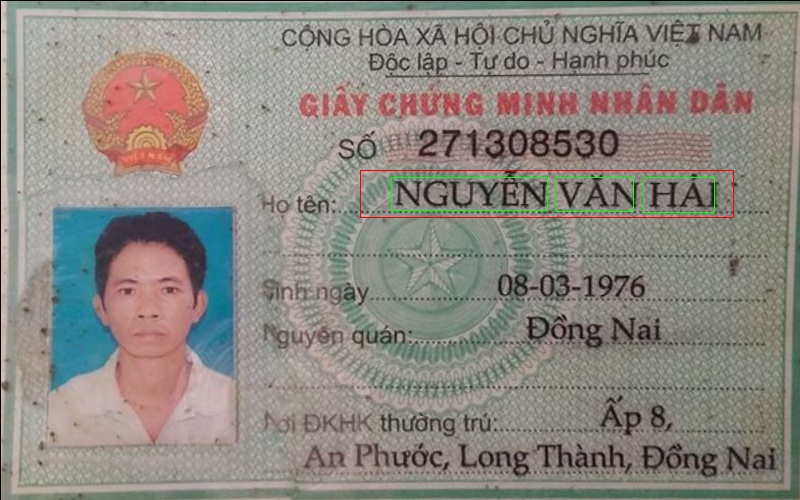 CỘNG HÒA XÃ HỘI CHỦ NGHĨA VIỆT NAM
Độc lập - Tự do - Hạnh phúc
GIẤY CHỨNG MINH NHÂN DÂN
SỐ 271308530
Họ tên: NGUYỄN VĂN HẢI
Sinh ngày 08-03-1976
Nguyên quán: Đồng Nai
Nơi ĐKHK thường trú: Ấp 8,
An Phước, Long Thành, Đồng Nai
VIỆT NAM